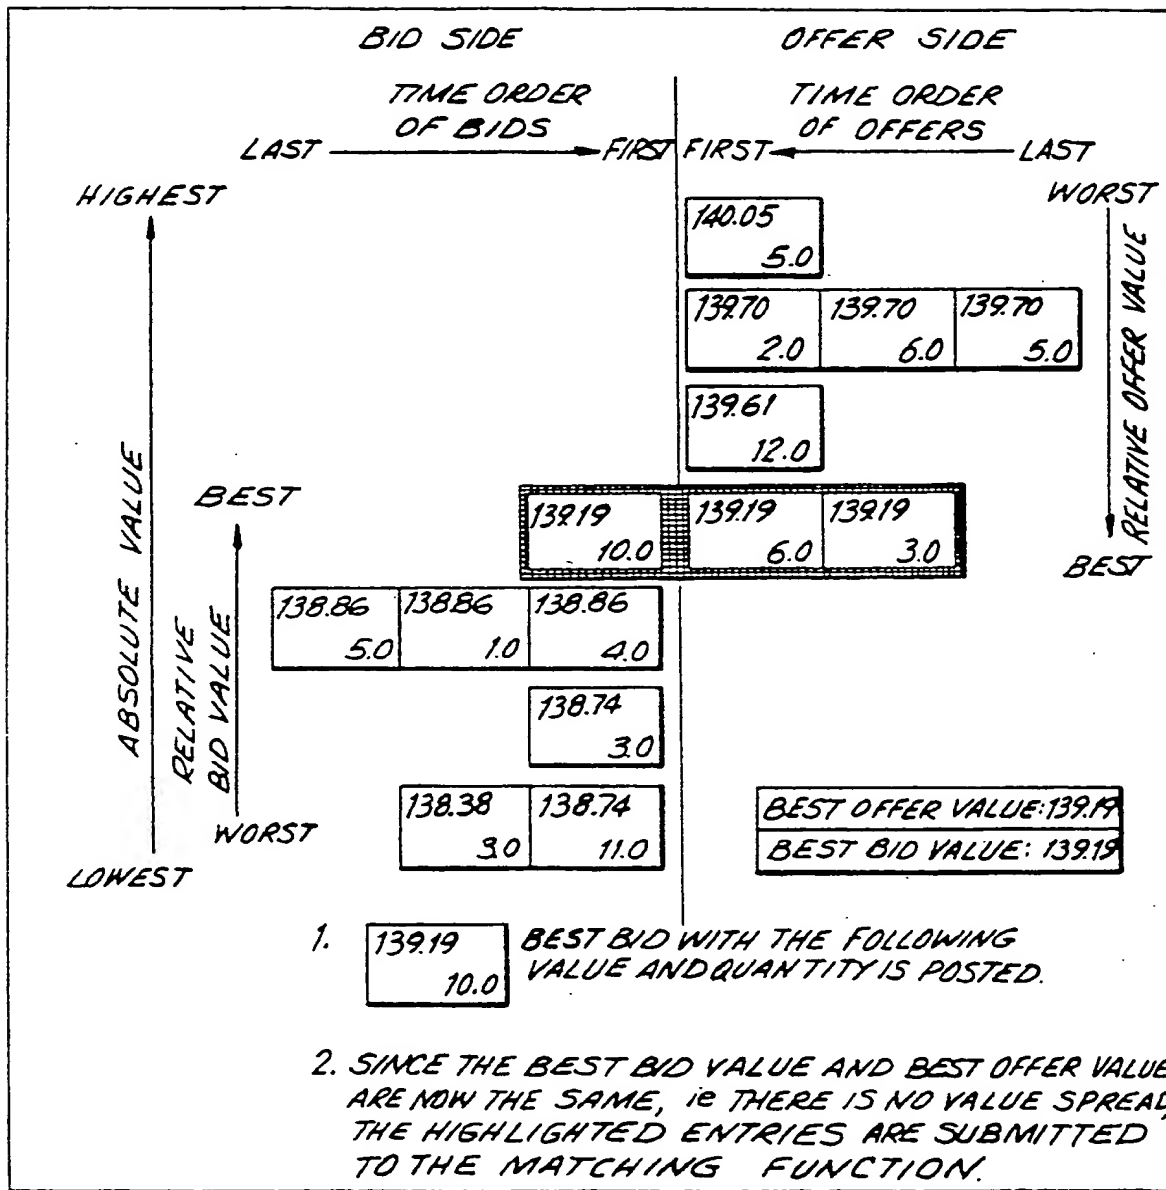 BID SIDE
OFFER SIDE
TIME ORDER
OF BIDS
TIME ORDER
OF OFFERS
LAST
FIRST
FIRST
LAST
HIGHEST
WORST
140.05
5.0
139.70 139.70 139.70
2.0 6.0 5.0
139.61
12.0
RELATIVE OFFER VALUE
ABSOLUTE VALUE
BEST
139.19 139.19 139.19
10.0 6.0 3.0
BEST
138.86 138.86 138.86
5.0 1.0 4.0
RELATIVE
BID VALUE
138.74
3.0
138.38 138.74
3.0 11.0
WORST
LOWEST
BEST OFFER VALUE: 139.19
BEST BID VALUE: 139.19
1. 139.19
10.0
BEST BID WITH THE FOLLOWING
VALUE AND QUANTITY IS POSTED.
2. SINCE THE BEST BID VALUE AND BEST OFFER VALUE
ARE NOW THE SAME, ie THERE IS NO VALUE SPREAD,
THE HIGHLIGHTED ENTRIES ARE SUBMITTED
TO THE MATCHING FUNCTION.